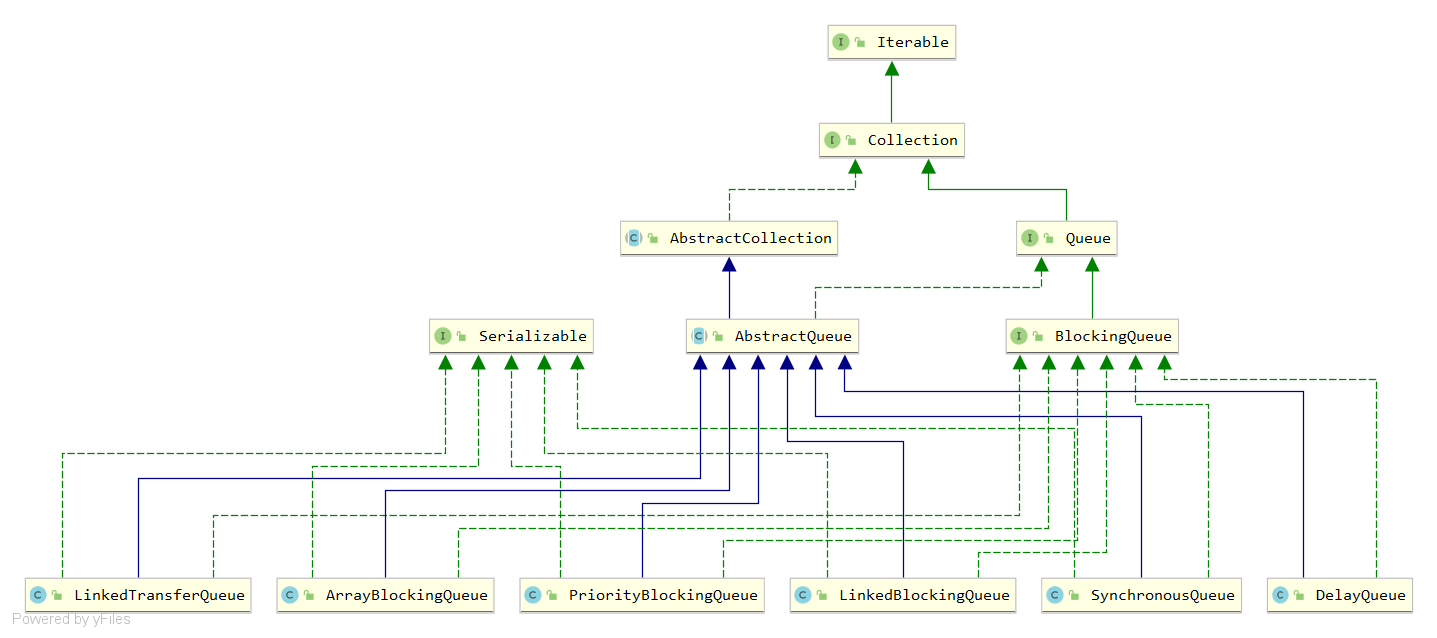 I Iterable
I Collection
C AbstractCollection
I Queue
I Serializable
C AbstractQueue
I BlockingQueue
C LinkedTransferQueue
C ArrayBlockingQueue
C PriorityBlockingQueue
C LinkedBlockingQueue
C SynchronousQueue
C DelayQueue
Powered by yFiles